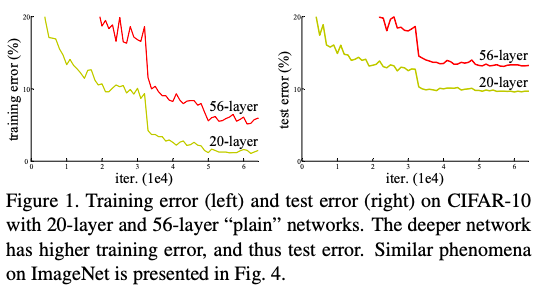 20
10
0
0 1 2 3 4 5 6
training error (%)
iter. (1e4)
56-layer
20-layer
20
10
0
0 1 2 3 4 5 6
test error (%)
iter. (1e4)
56-layer
20-layer
Figure 1. Training error (left) and test error (right) on CIFAR-10
with 20-layer and 56-layer “plain” networks. The deeper network
has higher training error, and thus test error. Similar phenomena
on ImageNet is presented in Fig. 4.